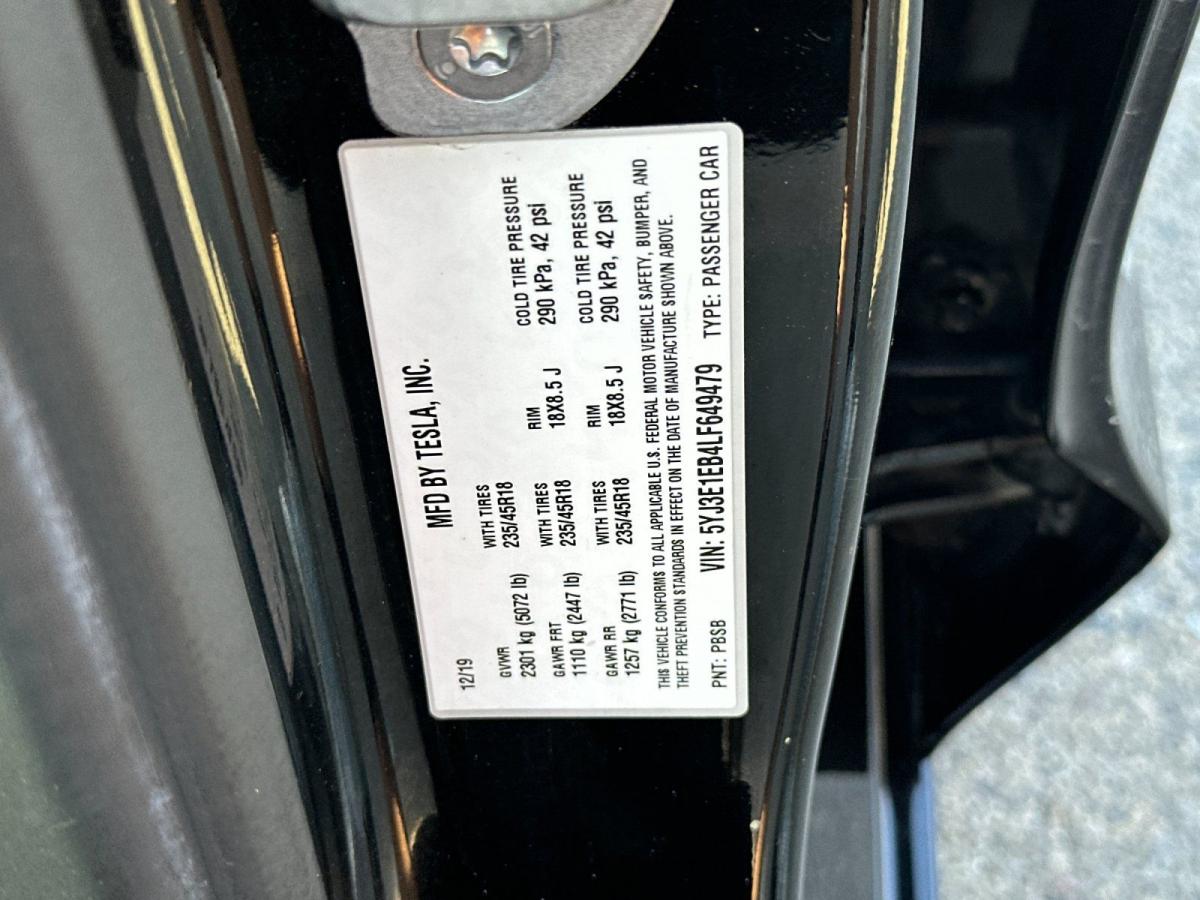 MFD BY TESLA, INC.
12/19
GVWR WITH TIRES RIM COLD TIRE PRESSURE
2301 kg (5072 lb) 235/45R18 18X8.5 J 290 kPa, 42 psi
GAWR FRT WITH TIRES RIM COLD TIRE PRESSURE
1110 kg (2447 lb) 235/45R18 18X8.5 J 290 kPa, 42 psi
GAWR RR WITH TIRES
1257 kg (2771 lb) 235/45R18
THIS VEHICLE CONFORMS TO ALL APPLICABLE U.S. FEDERAL MOTOR VEHICLE SAFETY, BUMPER, AND
THEFT PREVENTION STANDARDS IN EFFECT ON THE DATE OF MANUFACTURE SHOWN ABOVE.
PNT: PBSB VIN: 5YJ3E1EB4LF649479 TYPE: PASSENGER CAR